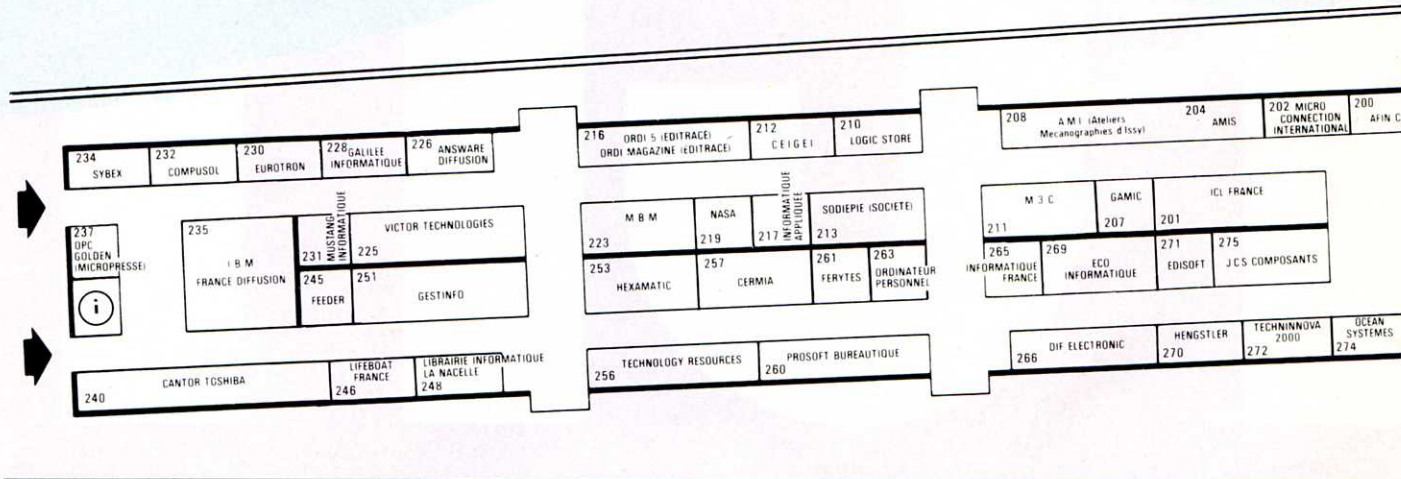 234
SYBEX
232
COMPUSOL
230
EUROTRON
228 GALILEE
INFORMATIQUE
226 ANSWARE
DIFFUSION
216 ORDI 5 (EDITRACE)
ORDI MAGAZINE (EDITRACE)
212
CEIGEI
210
LOGIC STORE
208 A M I (Ateliers
Mecanographies d Issy)
204
AMIS
202 MICRO
CONNECTION
INTERNATIONAL
200
AFIN C
237
OPC
GOLDEN
(MICROPRESSE)
i
235
I B M
FRANCE DIFFUSION
231 MUSTANG
INFORMATIQUE
VICTOR TECHNOLOGIES
225
245
FEEDER
251
GESTINFO
M B M
223
NASA
219
217 INFORMATIQUE
APPLIQUEE
SODIEPIE (SOCIETE)
213
253
HEXAMATIC
257
CERMIA
261
FERYTES
263
ORDINATEUR
PERSONNEL
M 3 C
211
GAMIC
207
ICL FRANCE
201
265
INFORMATIQUE
FRANCE
269 ECO
INFORMATIQUE
271
EDISOFT
275
J.C.S COMPOSANTS
CANTOR TOSHIBA
240
LIFEBOAT
FRANCE
246
LIBRAIRIE INFORMATIQUE
LA NACELLE
248
TECHNOLOGY RESOURCES
256
PROSOFT BUREAUTIQUE
260
DIF ELECTRONIC
266
HENGSTLER
270
TECHNINNOVA
2000
272
OCEAN
SYSTEMES
274